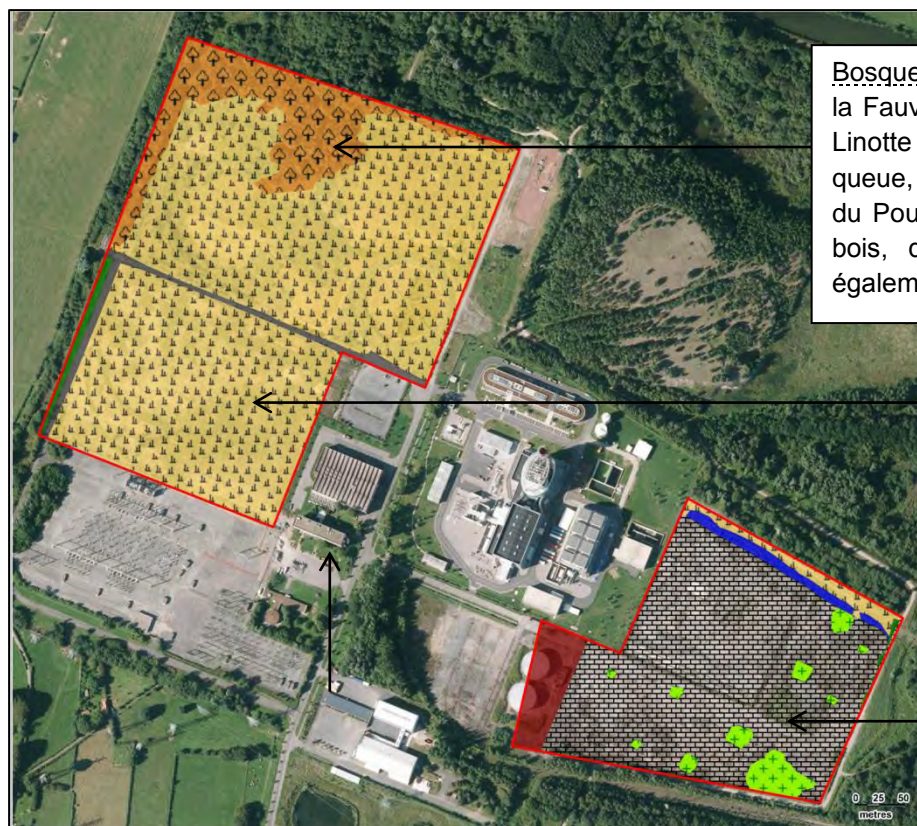 Bosque
la Fauv
Linotte
queue,
du Pou
bois, d
égalem
0 25 50
metres